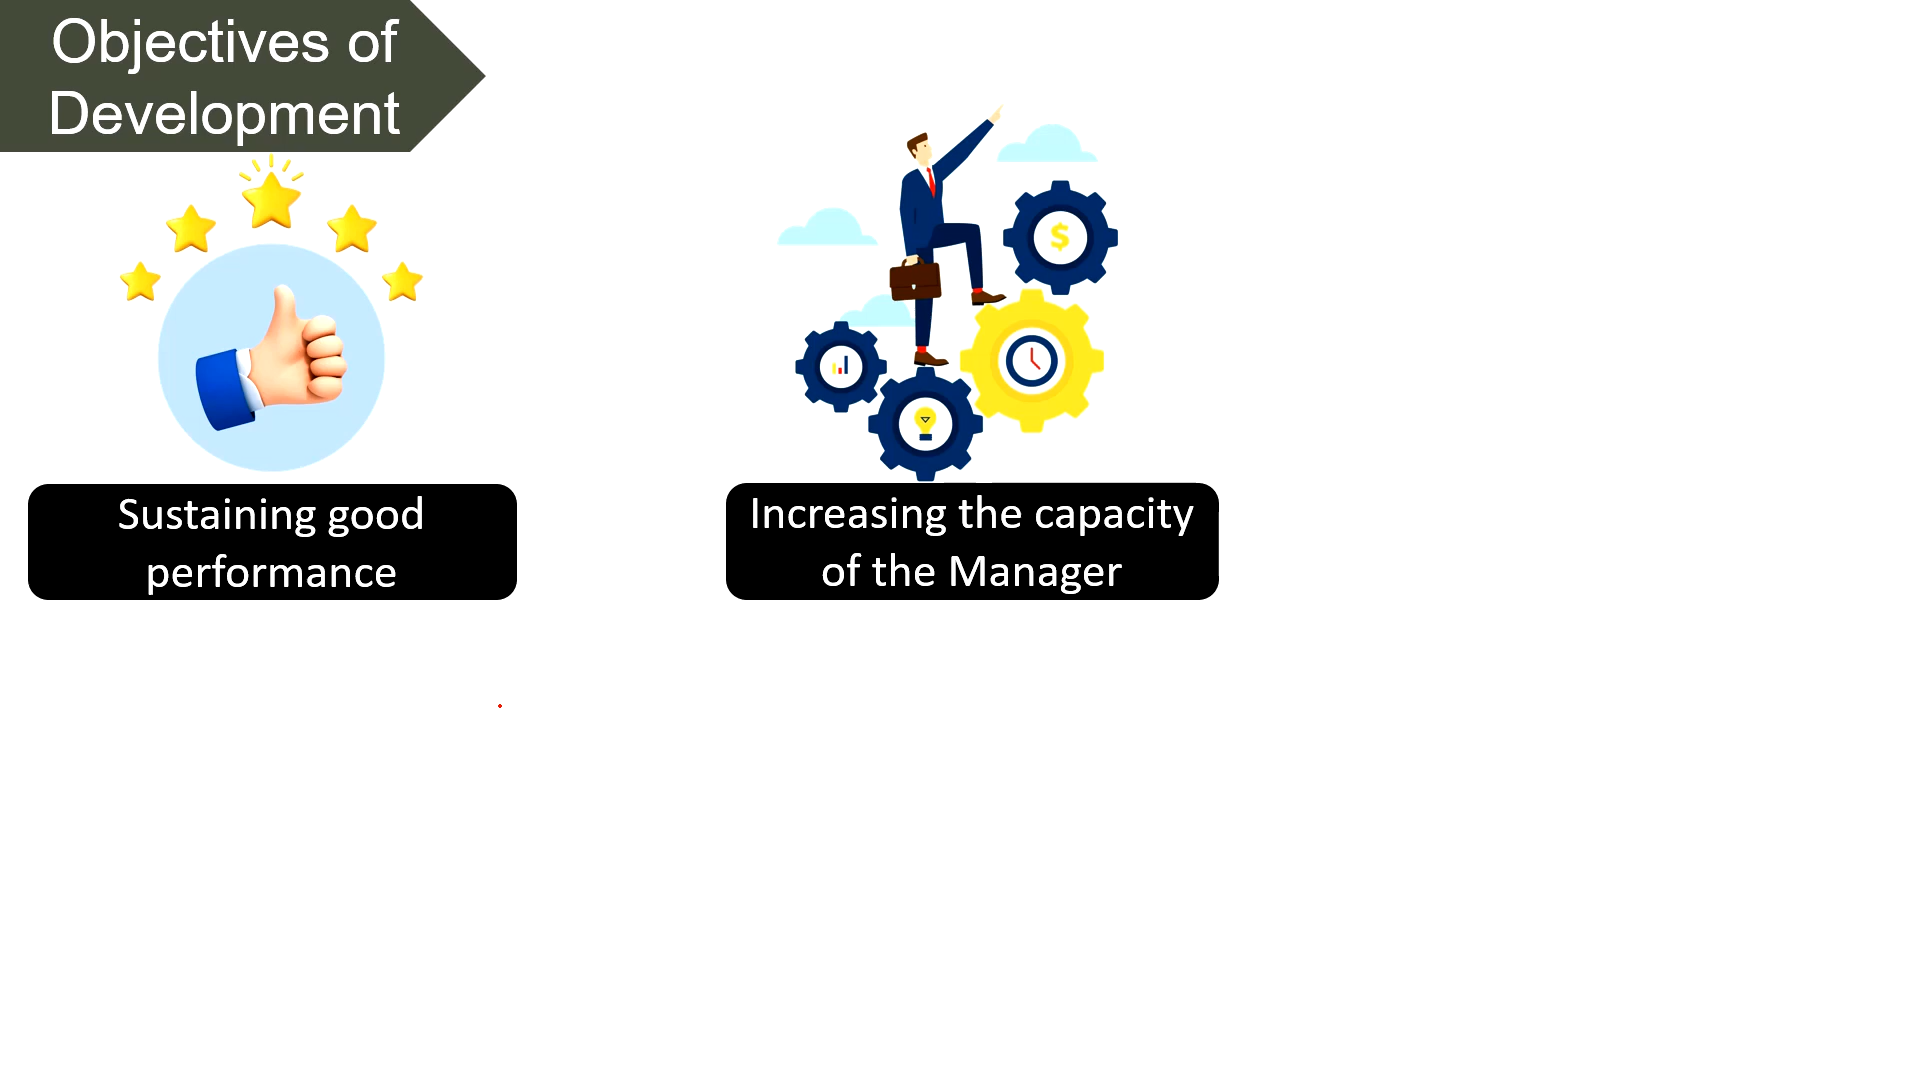 Objectives of
Development
$
Sustaining good
performance
Increasing the capacity
of the Manager